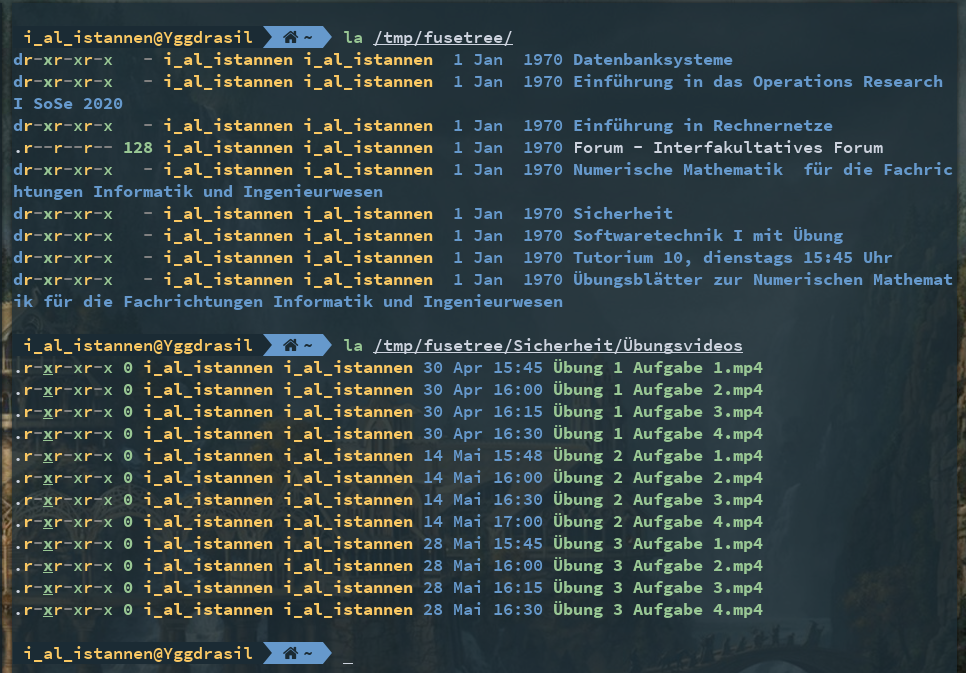 i_al_istannen@Yggdrasil ~ la /tmp/fusetree/
dr-xr-xr-x - i_al_istannen i_al_istannen 1 Jan 1970 Datenbanksysteme
dr-xr-xr-x - i_al_istannen i_al_istannen 1 Jan 1970 Einführung in das Operations Research
I SoSe 2020
dr-xr-xr-x - i_al_istannen i_al_istannen 1 Jan 1970 Einführung in Rechnernetze
.r--r--r-- 128 i_al_istannen i_al_istannen 1 Jan 1970 Forum - Interfakultatives Forum
dr-xr-xr-x - i_al_istannen i_al_istannen 1 Jan 1970 Numerische Mathematik  für die Fachric
htungen Informatik und Ingenieurwesen
dr-xr-xr-x - i_al_istannen i_al_istannen 1 Jan 1970 Sicherheit
dr-xr-xr-x - i_al_istannen i_al_istannen 1 Jan 1970 Softwaretechnik I mit Übung
dr-xr-xr-x - i_al_istannen i_al_istannen 1 Jan 1970 Tutorium 10, dienstags 15:45 Uhr
dr-xr-xr-x - i_al_istannen i_al_istannen 1 Jan 1970 Übungsblätter zur Numerischen Mathemat
ik für die Fachrichtungen Informatik und Ingenieurwesen
i_al_istannen@Yggdrasil ~ la /tmp/fusetree/Sicherheit/Übungsvideos
.r-xr-xr-x 0 i_al_istannen i_al_istannen 30 Apr 15:45 Übung 1 Aufgabe 1.mp4
.r-xr-xr-x 0 i_al_istannen i_al_istannen 30 Apr 16:00 Übung 1 Aufgabe 2.mp4
.r-xr-xr-x 0 i_al_istannen i_al_istannen 30 Apr 16:15 Übung 1 Aufgabe 3.mp4
.r-xr-xr-x 0 i_al_istannen i_al_istannen 30 Apr 16:30 Übung 1 Aufgabe 4.mp4
.r-xr-xr-x 0 i_al_istannen i_al_istannen 14 Mai 15:48 Übung 2 Aufgabe 1.mp4
.r-xr-xr-x 0 i_al_istannen i_al_istannen 14 Mai 16:00 Übung 2 Aufgabe 2.mp4
.r-xr-xr-x 0 i_al_istannen i_al_istannen 14 Mai 16:30 Übung 2 Aufgabe 3.mp4
.r-xr-xr-x 0 i_al_istannen i_al_istannen 14 Mai 17:00 Übung 2 Aufgabe 4.mp4
.r-xr-xr-x 0 i_al_istannen i_al_istannen 28 Mai 15:45 Übung 3 Aufgabe 1.mp4
.r-xr-xr-x 0 i_al_istannen i_al_istannen 28 Mai 16:00 Übung 3 Aufgabe 2.mp4
.r-xr-xr-x 0 i_al_istannen i_al_istannen 28 Mai 16:15 Übung 3 Aufgabe 3.mp4
.r-xr-xr-x 0 i_al_istannen i_al_istannen 28 Mai 16:30 Übung 3 Aufgabe 4.mp4
i_al_istannen@Yggdrasil ~ _